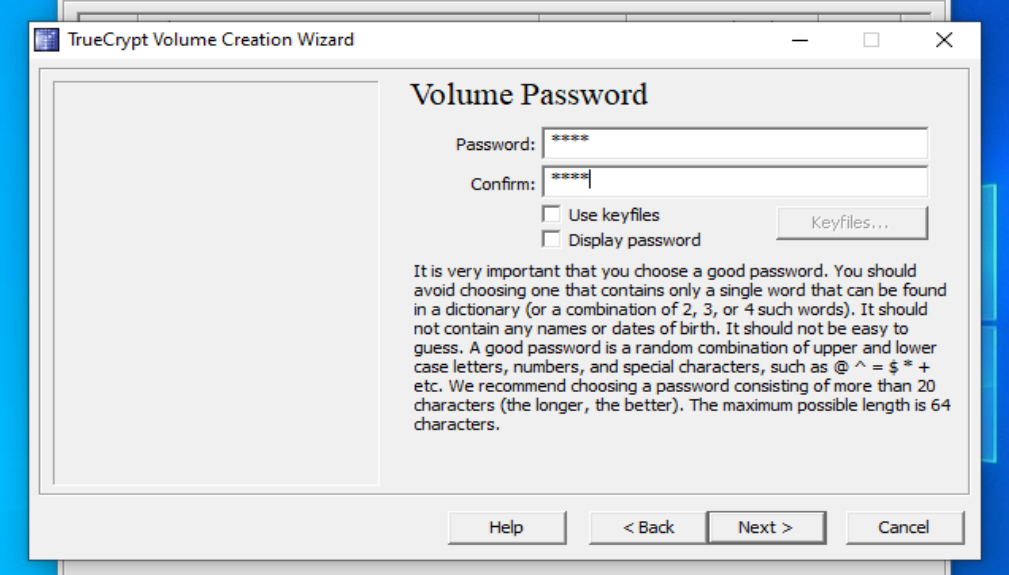 TrueCrypt Volume Creation Wizard
Volume Password
Password: ****
Confirm: ****
Use keyfiles
Keyfiles...
Display password
It is very important that you choose a good password. You should
avoid choosing one that contains only a single word that can be found
in a dictionary (or a combination of 2, 3, or 4 such words). It should
not contain any names or dates of birth. It should not be easy to
guess. A good password is a random combination of upper and lower
case letters, numbers, and special characters, such as @ ^ = $ * +
etc. We recommend choosing a password consisting of more than 20
characters (the longer, the better). The maximum possible length is 64
characters.
Help < Back Next > Cancel